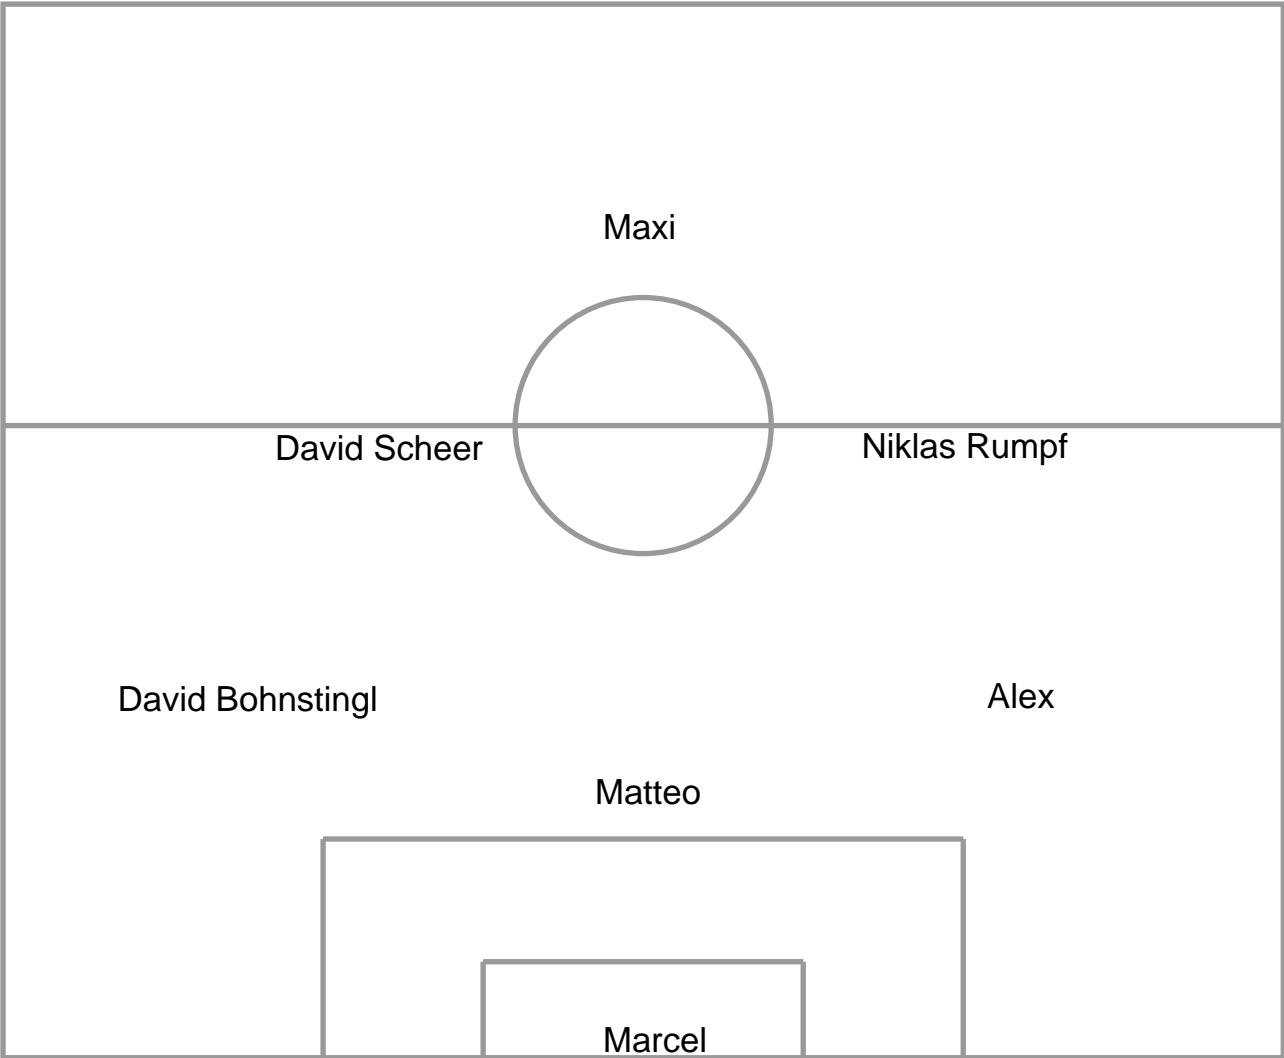 Maxi
David Scheer
Niklas Rumpf
David Bohnstingl
Alex
Matteo
Marcel